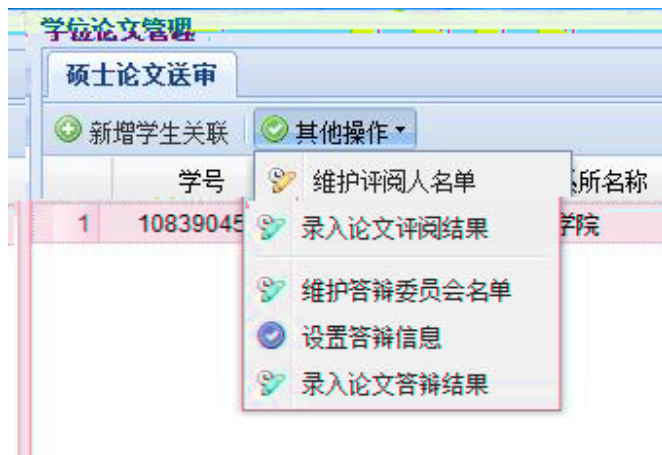 学位论文管理
硕士论文送审
新增学生关联 其他操作
学号 所名称
1 10839045 学院
维护评阅人名单
录入论文评阅结果
维护答辩委员会名单
设置答辩信息
录入论文答辩结果